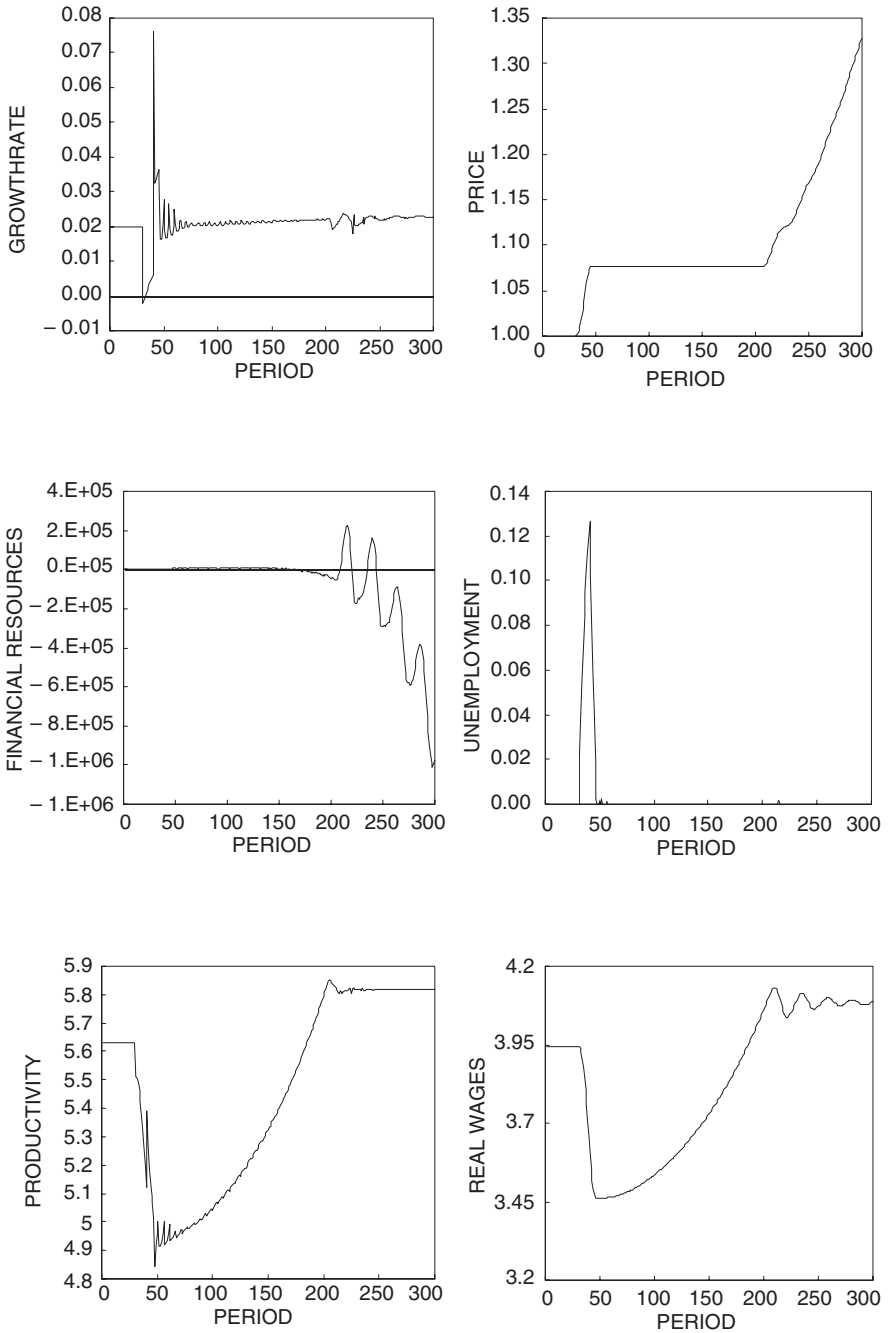 GROWTHRATE
0.08
0.07
0.06
0.05
0.04
0.03
0.02
0.01
0.00
– 0.01
0 50 100 150 200 250 300
PERIOD
PRICE
1.35
1.30
1.25
1.20
1.15
1.10
1.05
1.00
0 50 100 150 200 250 300
PERIOD
FINANCIAL RESOURCES
4.E+05
2.E+05
0.E+05
– 2.E+05
– 4.E+05
– 6.E+05
– 8.E+05
– 1.E+06
– 1.E+06
0 50 100 150 200 250 300
PERIOD
UNEMPLOYMENT
0.14
0.12
0.10
0.08
0.06
0.04
0.02
0.00
0 50 100 150 200 250 300
PERIOD
PRODUCTIVITY
5.9
5.8
5.7
5.6
5.5
5.4
5.3
5.2
5.1
5
4.9
4.8
0 50 100 150 200 250 300
PERIOD
REAL WAGES
4.2
3.95
3.7
3.45
3.2
0 50 100 150 200 250 300
PERIOD